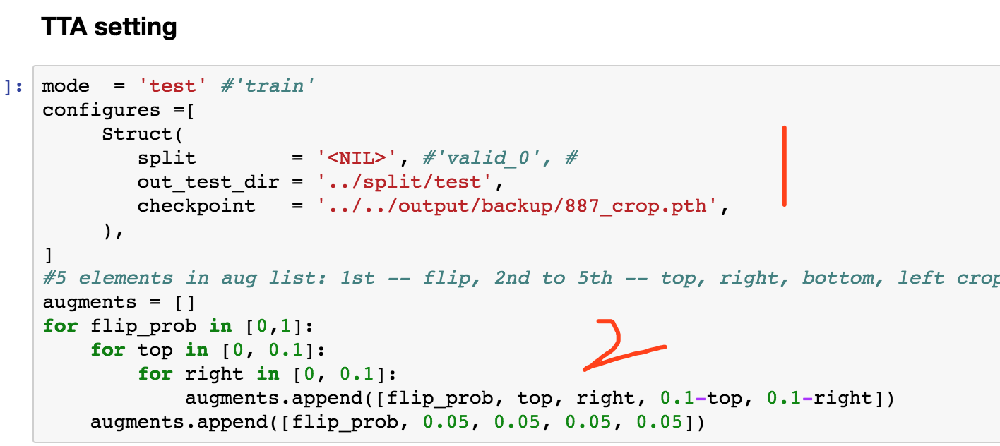 TTA setting
]: mode  = 'test' #'train'
configures =[
     Struct(
        split        = '<NIL>', #'valid_0', #
        out_test_dir = '../split/test',
        checkpoint   = '../../output/backup/887_crop.pth',
     ),
]
1
#5 elements in aug list: 1st -- flip, 2nd to 5th -- top, right, bottom, left crop
augments = []
for flip_prob in [0,1]:
    for top in [0, 0.1]:
        for right in [0, 0.1]:
            augments.append([flip_prob, top, right, 0.1-top, 0.1-right])
    augments.append([flip_prob, 0.05, 0.05, 0.05, 0.05])
2